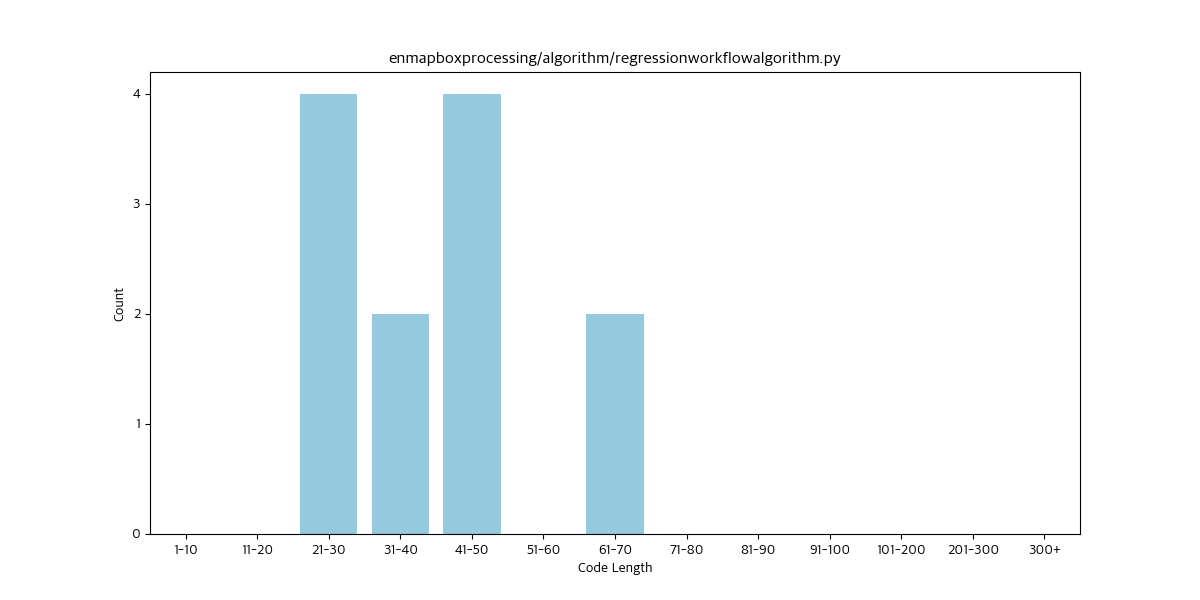 enmapboxprocessing/algorithm/regressionworkflowalgorithm.py
4
3
2
1
0
Count
1-10 11-20 21-30 31-40 41-50 51-60 61-70 71-80 81-90 91-100 101-200 201-300 300+
Code Length